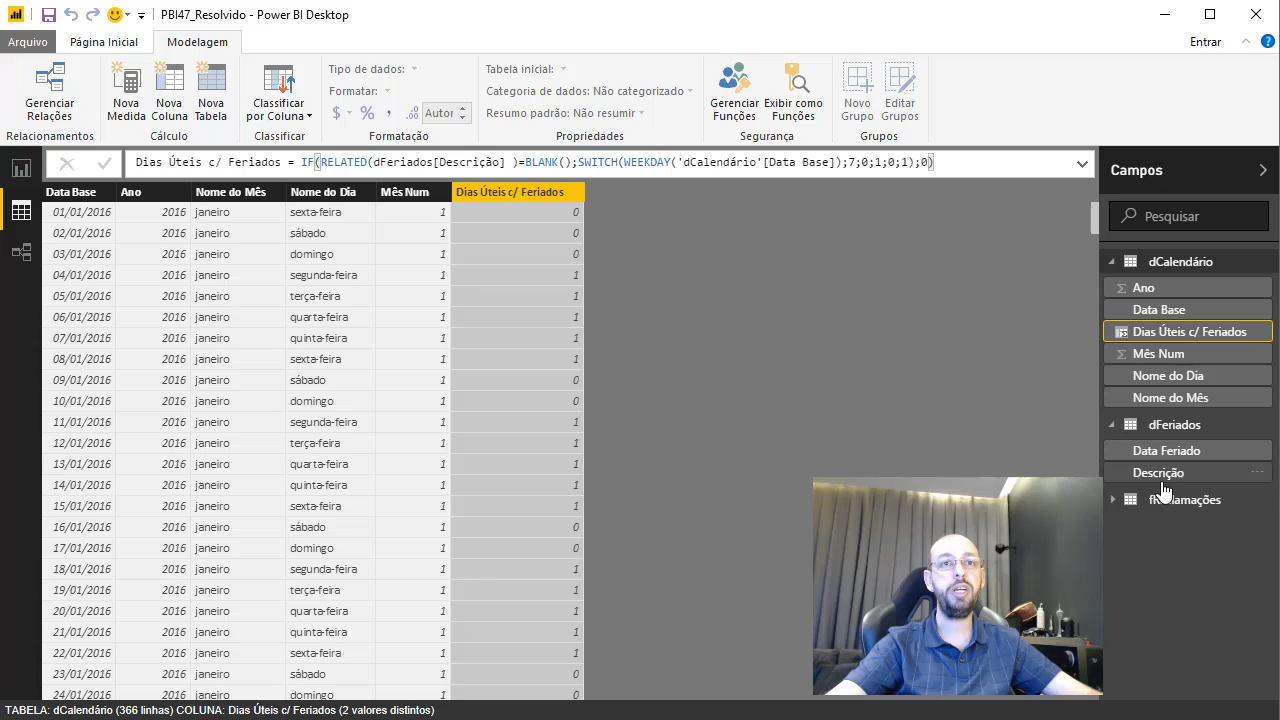 PBI47_Resolvido - Power BI Desktop
Arquivo
Página Inicial
Modelagem
Entrar
Gerenciar Relações
Relacionamentos
Nova Medida
Nova Coluna
Nova Tabela
Cálculo
Classificar por Coluna
Classificar
Tipo de dados:
Formatar:
$ % , .00 Autor
Formatação
Tabela inicial:
Categoria de dados: Não categorizado
Resumo padrão: Não resumir
Propriedades
Gerenciar Funções
Exibir como Funções
Segurança
Novo Grupo
Editar Grupos
Grupos
Dias Úteis c/ Feriados = IF(RELATED(dFeriados[Descrição] )=BLANK();SWITCH(WEEKDAY('dCalendário'[Data Base]);7;0;1;0;1);0)
Data Base Ano Nome do Mês Nome do Dia Mês Num Dias Úteis c/ Feriados
01/01/2016 2016 janeiro sexta-feira 1 0
02/01/2016 2016 janeiro sábado 1 0
03/01/2016 2016 janeiro domingo 1 0
04/01/2016 2016 janeiro segunda-feira 1 1
05/01/2016 2016 janeiro terça-feira 1 1
06/01/2016 2016 janeiro quarta-feira 1 1
07/01/2016 2016 janeiro quinta-feira 1 1
08/01/2016 2016 janeiro sexta-feira 1 1
09/01/2016 2016 janeiro sábado 1 0
10/01/2016 2016 janeiro domingo 1 0
11/01/2016 2016 janeiro segunda-feira 1 1
12/01/2016 2016 janeiro terça-feira 1 1
13/01/2016 2016 janeiro quarta-feira 1 1
14/01/2016 2016 janeiro quinta-feira 1 1
15/01/2016 2016 janeiro sexta-feira 1 1
16/01/2016 2016 janeiro sábado 1 0
17/01/2016 2016 janeiro domingo 1 0
18/01/2016 2016 janeiro segunda-feira 1 1
19/01/2016 2016 janeiro terça-feira 1 1
20/01/2016 2016 janeiro quarta-feira 1 1
21/01/2016 2016 janeiro quinta-feira 1 1
22/01/2016 2016 janeiro sexta-feira 1 1
23/01/2016 2016 janeiro sábado 1 0
24/01/2016 2016 janeiro domingo 1 0
Campos
Pesquisar
dCalendário
Ano
Data Base
Dias Úteis c/ Feriados
Mês Num
Nome do Dia
Nome do Mês
dFeriados
Data Feriado
Descrição
TABELA: dCalendário (366 linhas) COLUNA: Dias Úteis c/ Feriados (2 valores distintos)